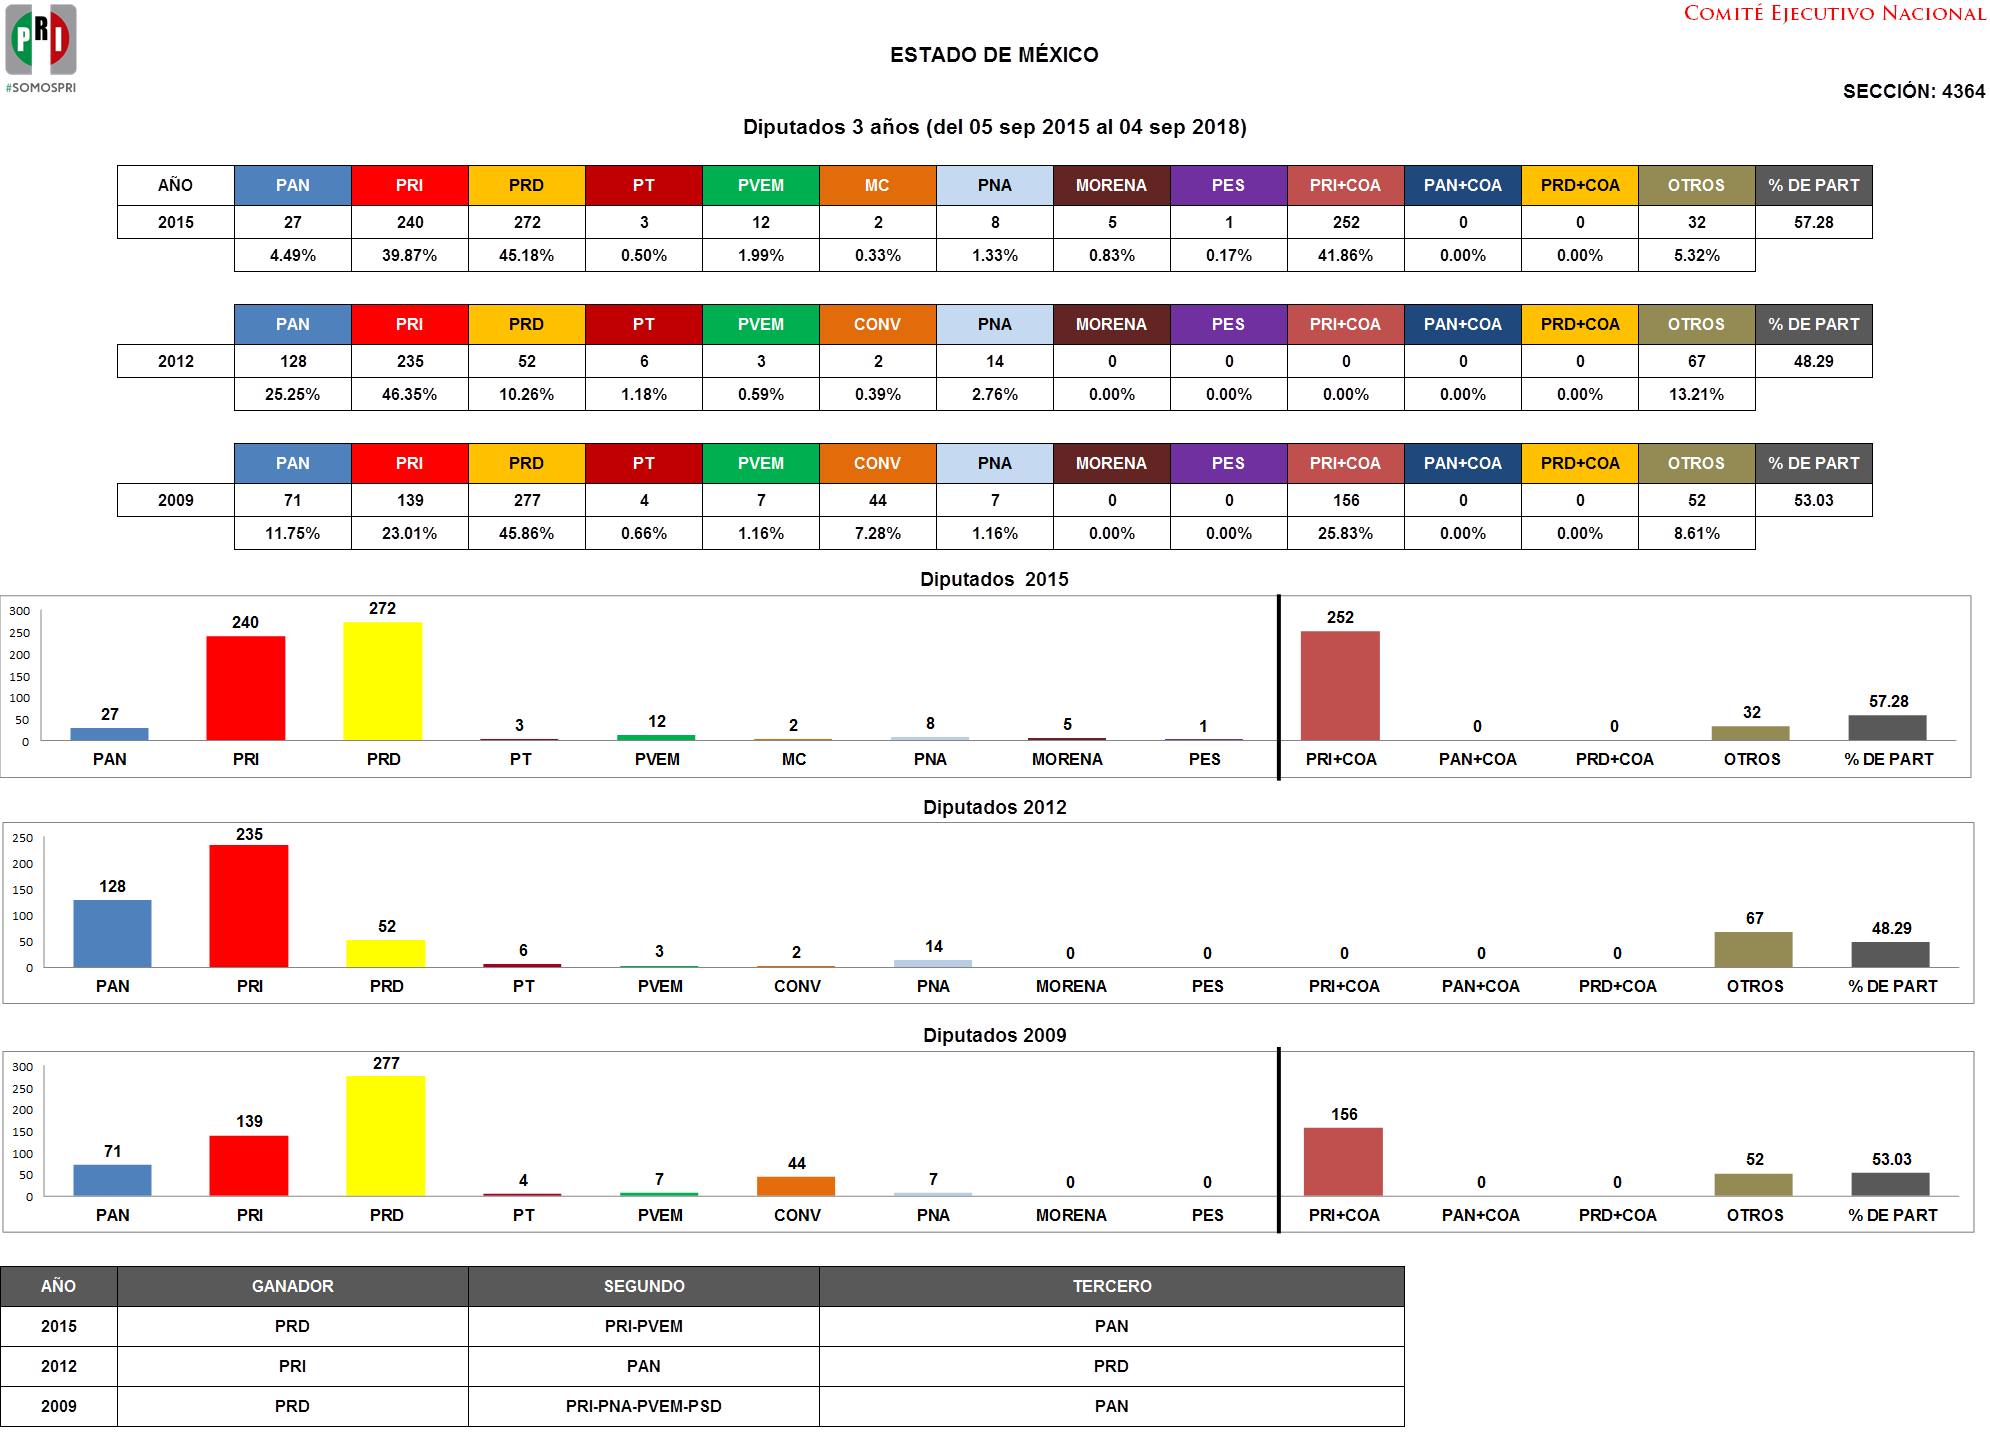 PRI
#SOMOSPRI
COMITÉ EJECUTIVO NACIONAL
ESTADO DE MÉXICO
SECCIÓN: 4364
Diputados 3 años (del 05 sep 2015 al 04 sep 2018)
AÑO PAN PRI PRD PT PVEM MC PNA MORENA PES PRI+COA PAN+COA PRD+COA OTROS % DE PART
2015 27 240 272 3 12 2 8 5 1 252 0 0 32 57.28
4.49% 39.87% 45.18% 0.50% 1.99% 0.33% 1.33% 0.83% 0.17% 41.86% 0.00% 0.00% 5.32%
PAN PRI PRD PT PVEM CONV PNA MORENA PES PRI+COA PAN+COA PRD+COA OTROS % DE PART
2012 128 235 52 6 3 2 14 0 0 0 0 0 67 48.29
25.25% 46.35% 10.26% 1.18% 0.59% 0.39% 2.76% 0.00% 0.00% 0.00% 0.00% 0.00% 13.21%
PAN PRI PRD PT PVEM CONV PNA MORENA PES PRI+COA PAN+COA PRD+COA OTROS % DE PART
2009 71 139 277 4 7 44 7 0 0 156 0 0 52 53.03
11.75% 23.01% 45.86% 0.66% 1.16% 7.28% 1.16% 0.00% 0.00% 25.83% 0.00% 0.00% 8.61%
Diputados 2015
300
250
200
150
100
50
0
27 240 272 3 12 2 8 5 1 252 0 0 32 57.28
PAN PRI PRD PT PVEM MC PNA MORENA PES PRI+COA PAN+COA PRD+COA OTROS % DE PART
Diputados 2012
250
200
150
100
50
0
128 235 52 6 3 2 14 0 0 0 0 0 67 48.29
PAN PRI PRD PT PVEM CONV PNA MORENA PES PRI+COA PAN+COA PRD+COA OTROS % DE PART
Diputados 2009
300
250
200
150
100
50
0
71 139 277 4 7 44 7 0 0 156 0 0 52 53.03
PAN PRI PRD PT PVEM CONV PNA MORENA PES PRI+COA PAN+COA PRD+COA OTROS % DE PART
AÑO GANADOR SEGUNDO TERCERO
2015 PRD PRI-PVEM PAN
2012 PRI PAN PRD
2009 PRD PRI-PNA-PVEM-PSD PAN